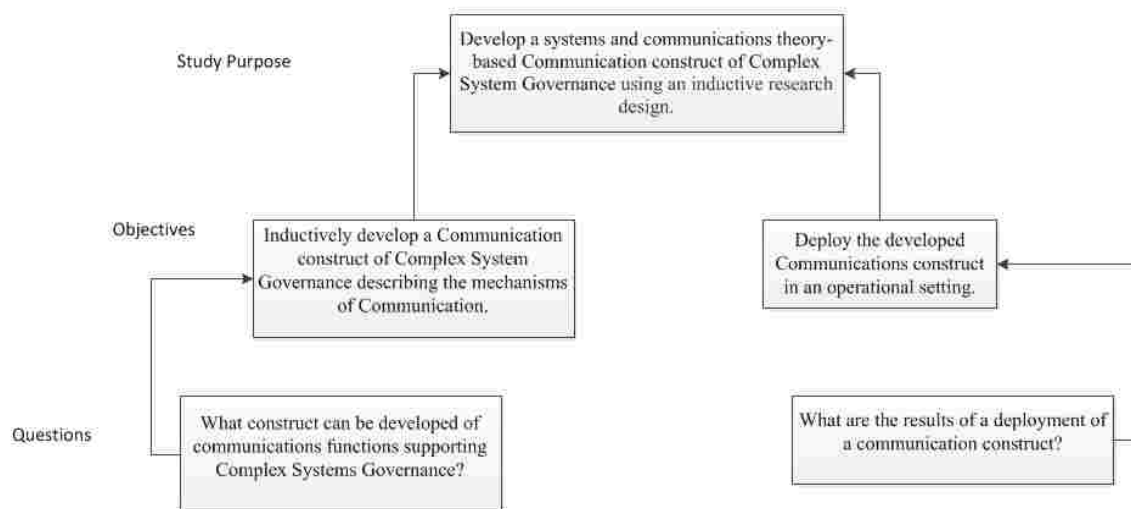 Study Purpose
Develop a systems and communications theory-
based Communication construct of Complex
System Governance using an inductive research
design.
Objectives
Inductively develop a Communication
construct of Complex System
Governance describing the mechanisms
of Communication.
Deploy the developed
Communications construct
in an operational setting.
Questions
What construct can be developed of
communications functions supporting
Complex Systems Governance?
What are the results of a deployment of
a communication construct?